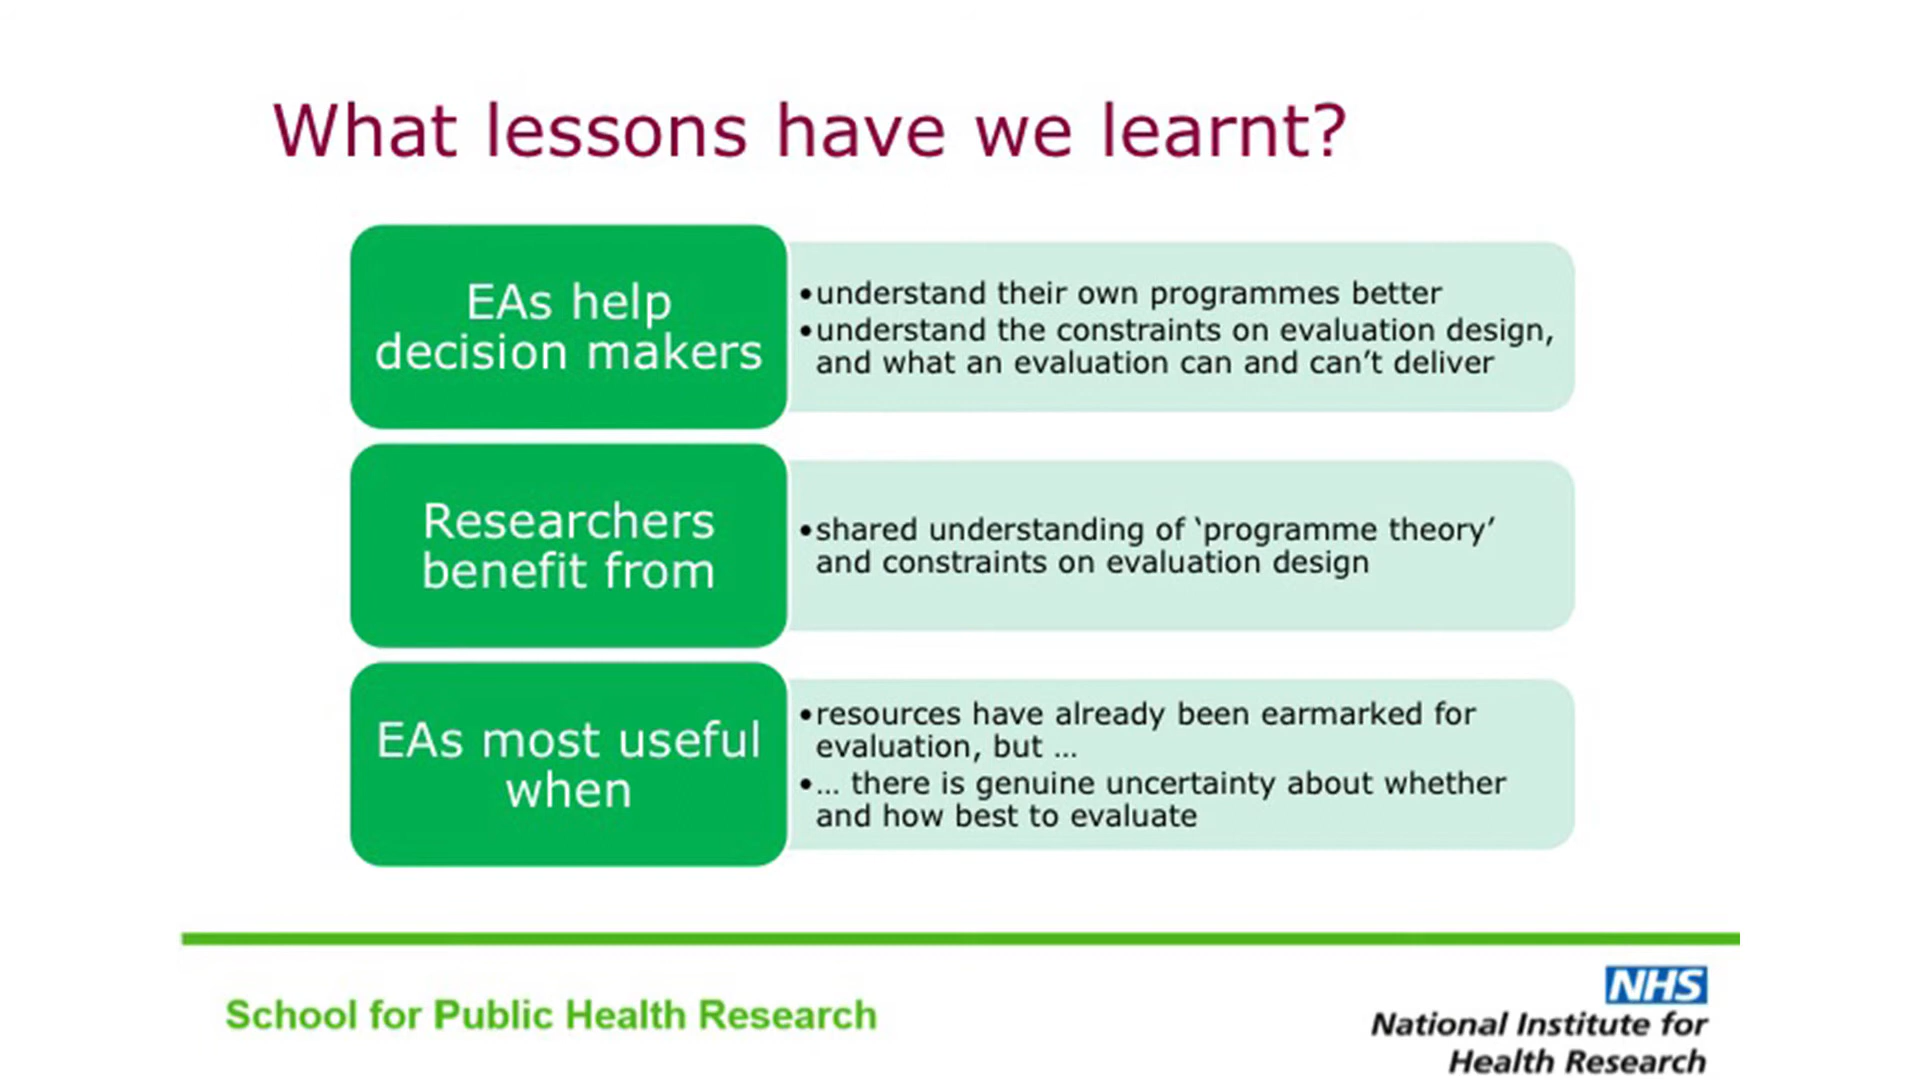 What lessons have we learnt?
EAs help
decision makers
•understand their own programmes better
•understand the constraints on evaluation design,
and what an evaluation can and can’t deliver
Researchers
benefit from
•shared understanding of ‘programme theory’
and constraints on evaluation design
EAs most useful
when
•resources have already been earmarked for
evaluation, but ...
•... there is genuine uncertainty about whether
and how best to evaluate
School for Public Health Research
NHS
National Institute for
Health Research